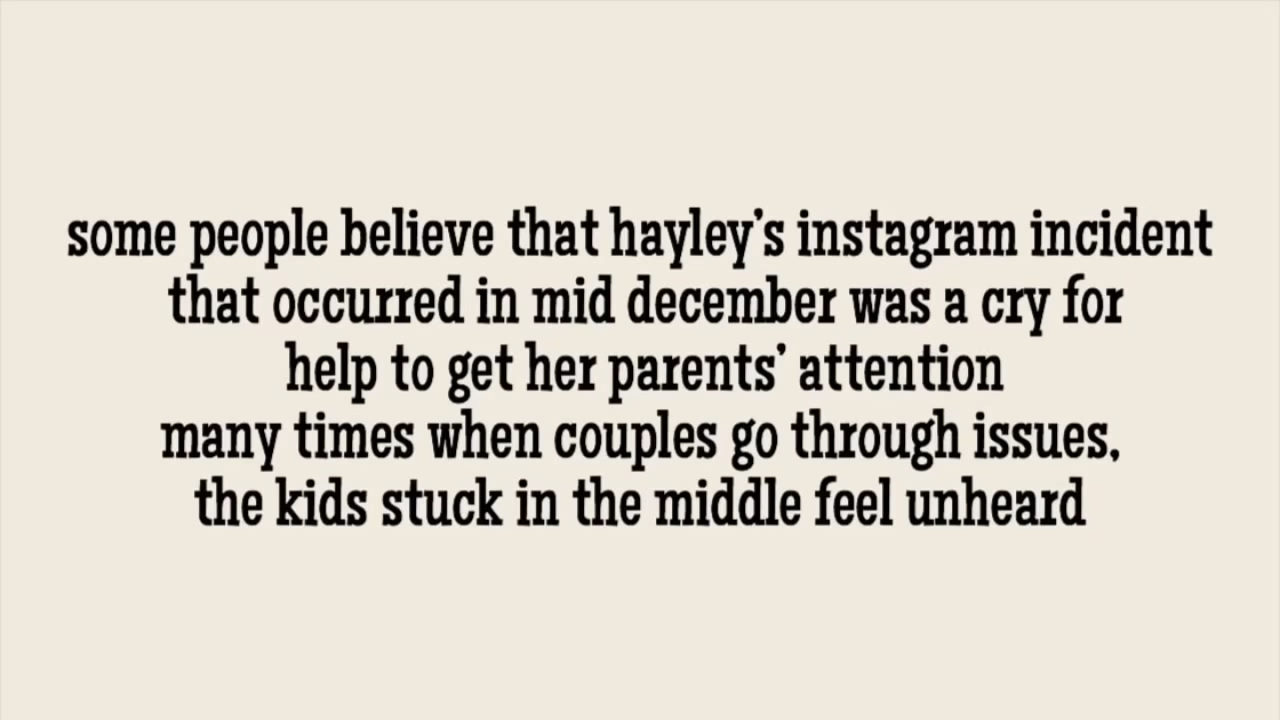 some people believe that hayley’s instagram incident
that occurred in mid december was a cry for
help to get her parents’ attention
many times when couples go through issues,
the kids stuck in the middle feel unheard